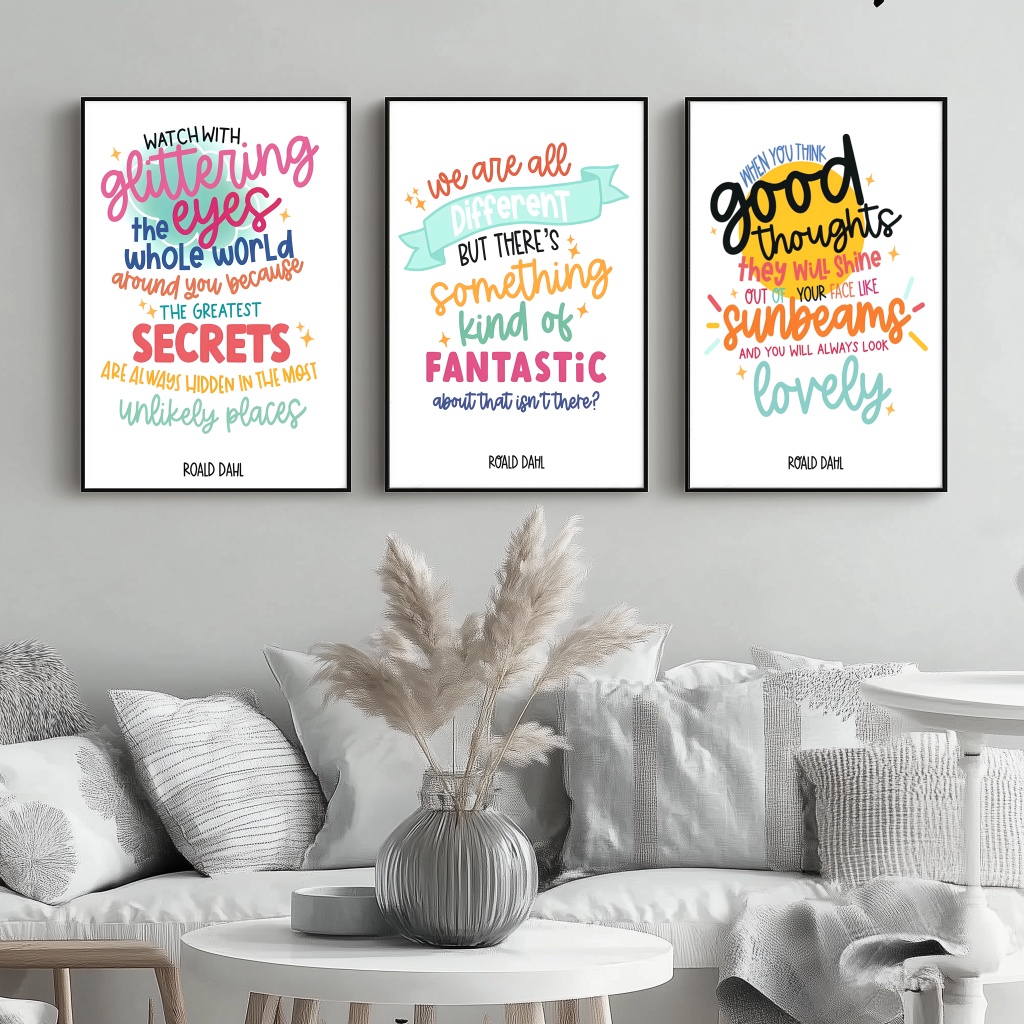 WATCH WITH
glittering
eyes
the
whole world
around you because
THE GREATEST
SECRETS
ARE ALWAYS HIDDEN IN THE MOST
unlikely places
ROALD DAHL
we are all
Different
BUT THERE'S
something
kind of
FANTASTIC
about that isn't there?
ROALD DAHL
WHEN YOU THINK
good
thoughts
they will shine
OUT OF YOUR FACE LIKE
sunbeams
AND YOU WILL ALWAYS LOOK
lovely
ROALD DAHL